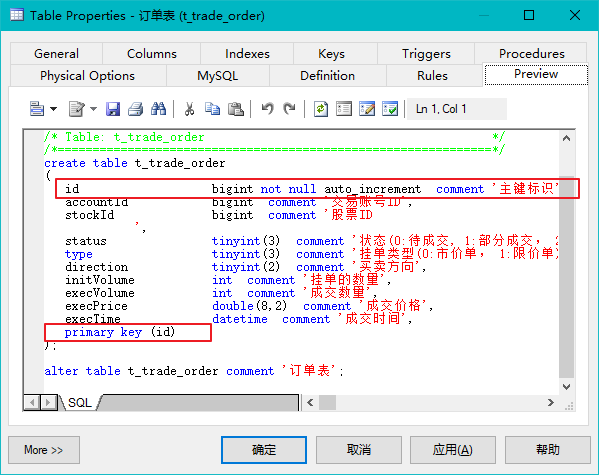 Table Properties - 订单表 (t_trade_order)
General Columns Indexes Keys Triggers Procedures
Physical Options MySQL Definition Rules Preview
Ln 1, Col 1
/* Table: t_trade_order */
/*==============================================================*/
create table t_trade_order
(
id bigint not null auto_increment comment '主键标识'
accountId bigint comment '交易账号ID',
stockId bigint comment '股票ID
',
status tinyint(3) comment '状态(0:待成交, 1:部分成交, 2
type tinyint(3) comment '挂单类型(0:市价单, 1:限价单)
direction tinyint(2) comment '买卖方向',
initVolume int comment '挂单的数量',
execVolume int comment '成交数量',
execPrice double(8,2) comment '成交价格',
execTime datetime comment '成交时间',
primary key (id)
);
alter table t_trade_order comment '订单表';
SQL
More >> 确定 取消 应用(A) 帮助